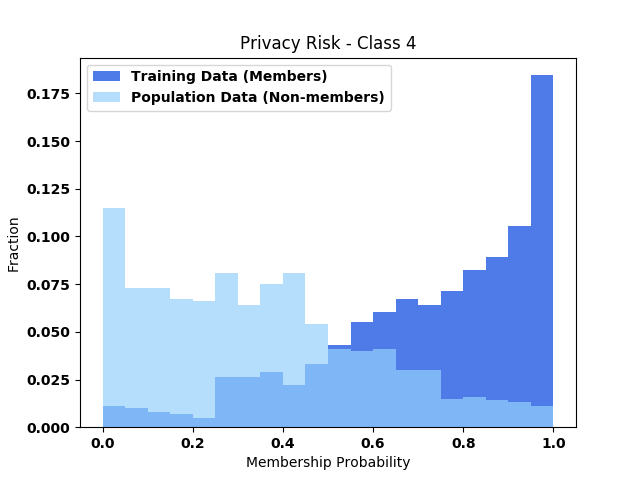 Privacy Risk - Class 4
Training Data (Members)
Population Data (Non-members)
0.175
0.150
0.125
0.100
0.075
0.050
0.025
0.000
Fraction
0.0 0.2 0.4 0.6 0.8 1.0
Membership Probability